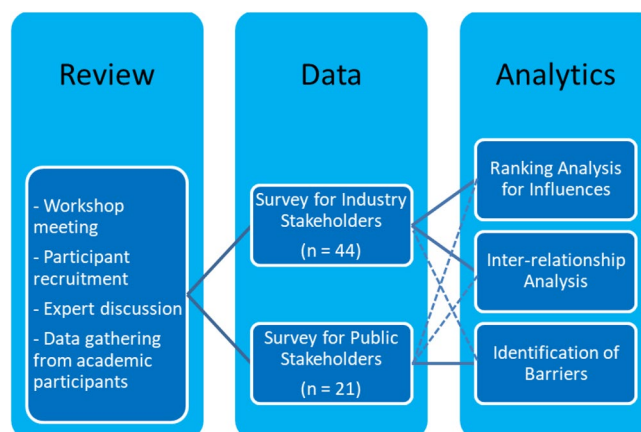 Review
- Workshop
meeting
- Participant
recruitment
- Expert discussion
- Data gathering
from academic
participants
Data
Survey for Industry
Stakeholders
(n = 44)
Survey for Public
Stakeholders
(n = 21)
Analytics
Ranking Analysis
for Influences
Inter-relationship
Analysis
Identification of
Barriers